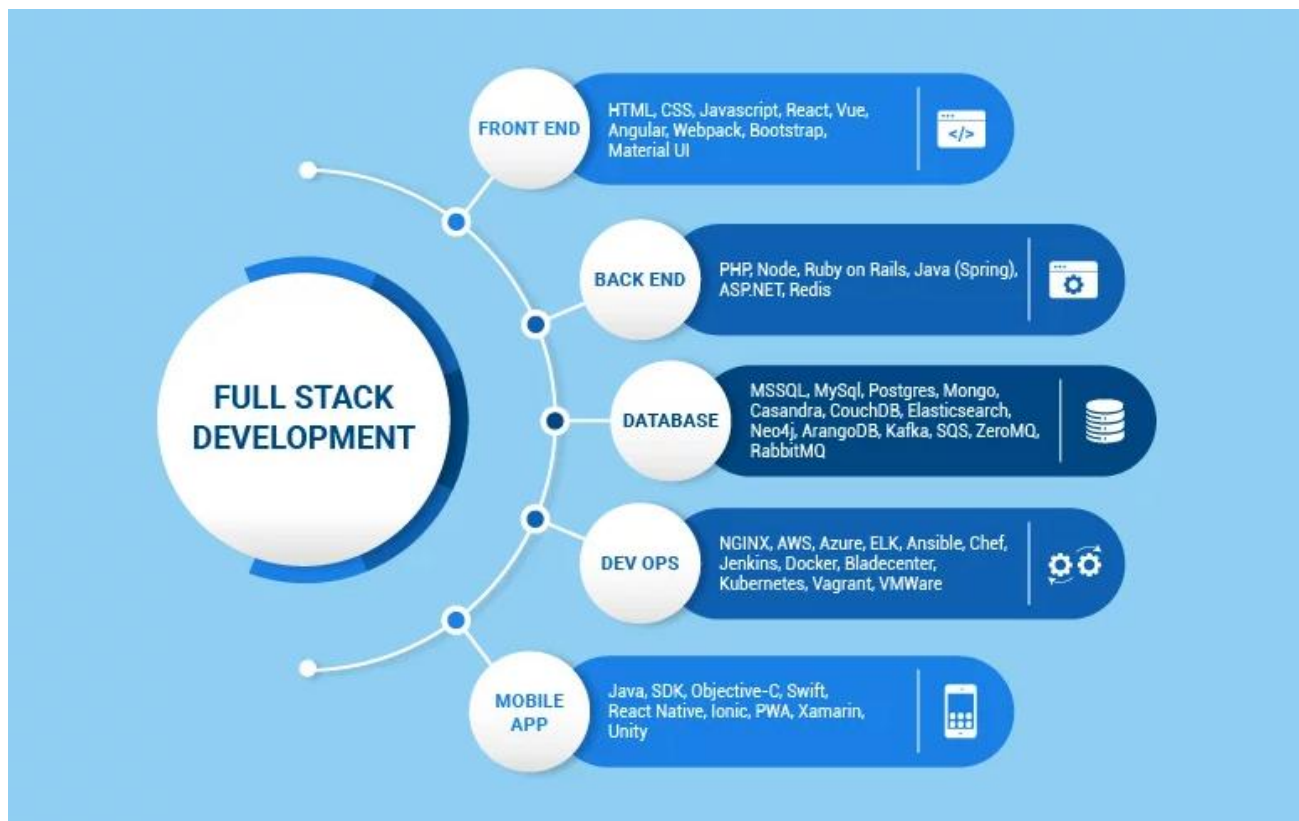 FULL STACK
DEVELOPMENT
FRONT END
HTML, CSS, Javascript, React, Vue,
Angular, Webpack, Bootstrap,
Material UI
</>
BACK END
PHP, Node, Ruby on Rails, Java (Spring),
ASP.NET, Redis
DATABASE
MSSQL, MySql, Postgres, Mongo,
Casandra, CouchDB, Elasticsearch,
Neo4j, ArangoDB, Kafka, SQS, ZeroMQ,
RabbitMQ
DEV OPS
NGINX, AWS, Azure, ELK, Ansible, Chef,
Jenkins, Docker, Bladecenter,
Kubernetes, Vagrant, VMWare
MOBILE
APP
Java, SDK, Objective-C, Swift,
React Native, Ionic, PWA, Xamarin,
Unity